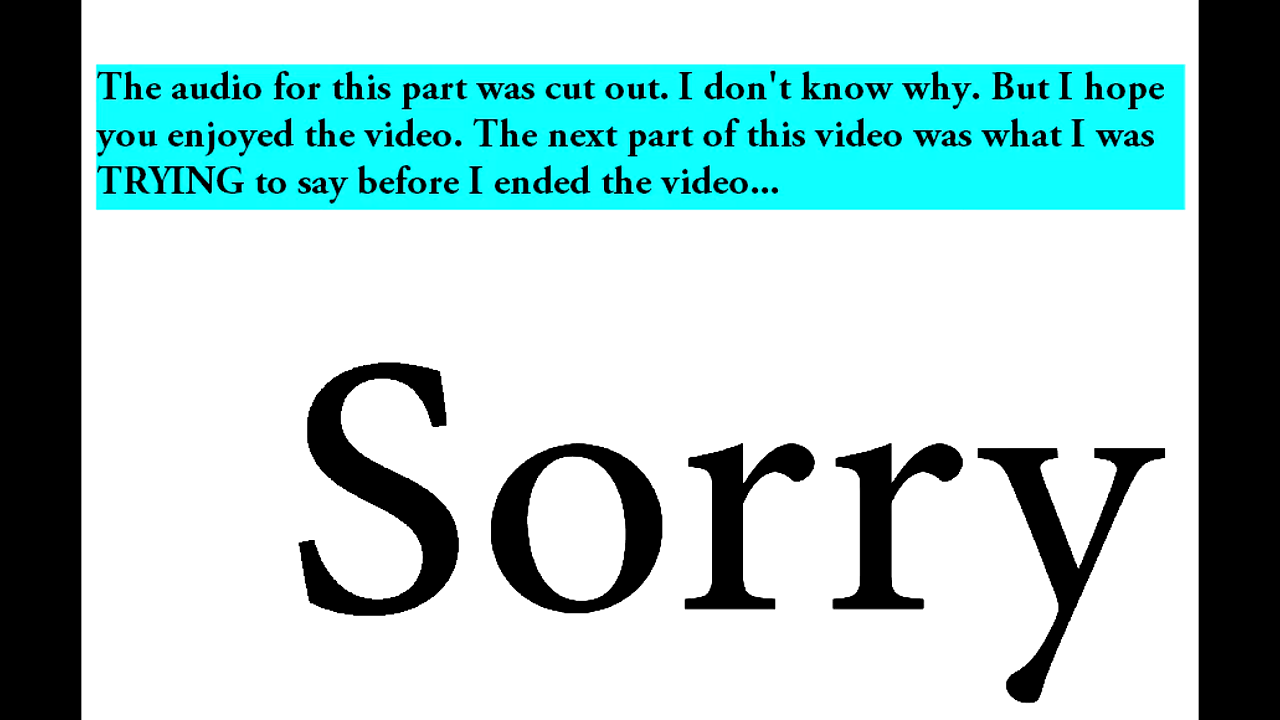 The audio for this part was cut out. I don't know why. But I hope
you enjoyed the video. The next part of this video was what I was
TRYING to say before I ended the video...
Sorry